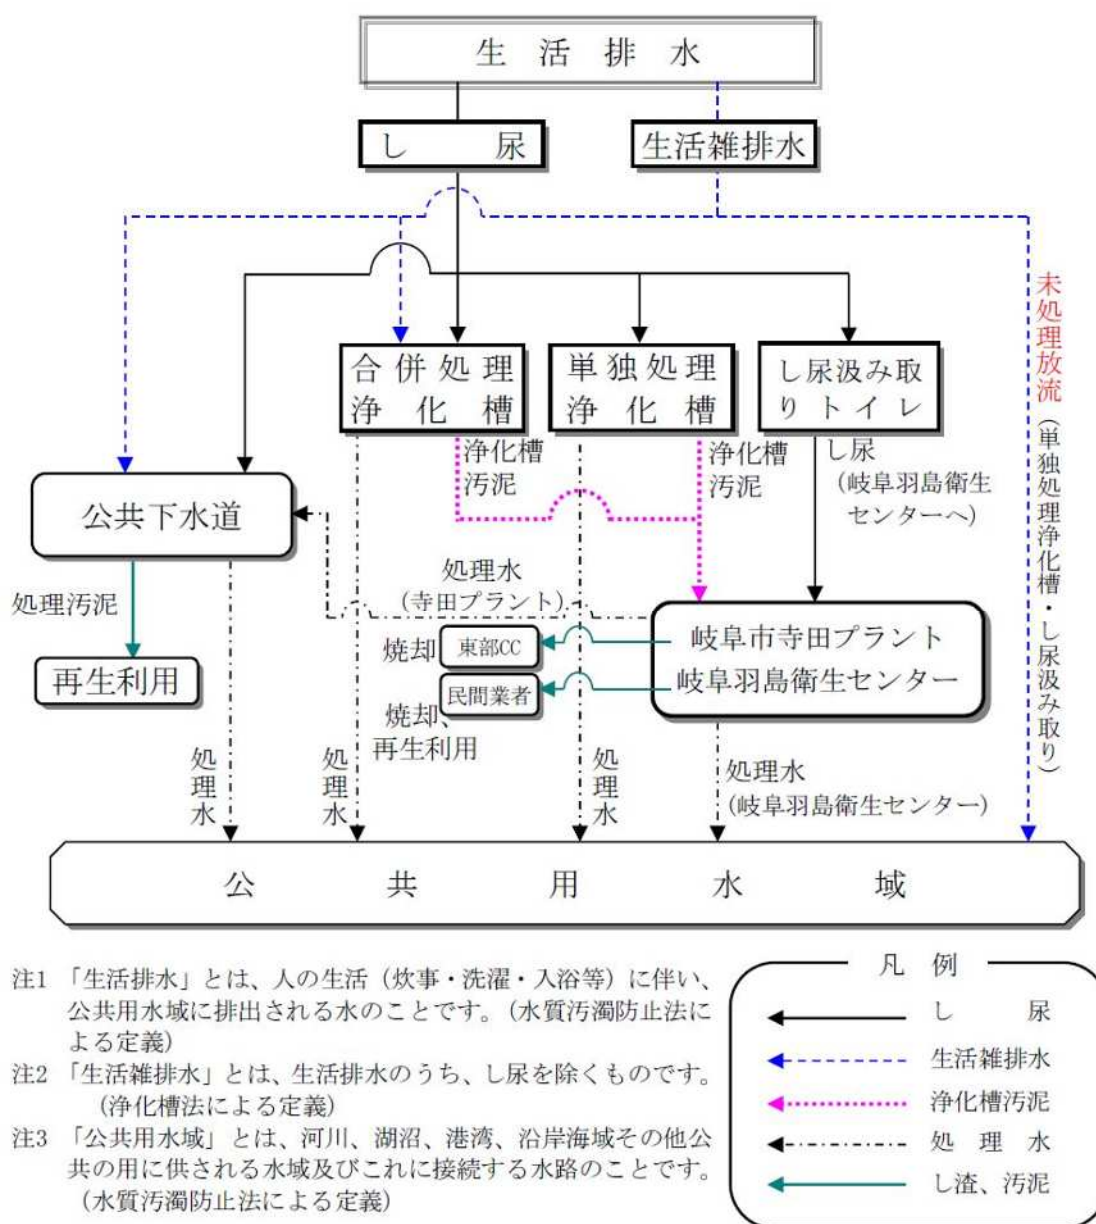 生活排水
し尿
生活雑排水
未処理放流(単独処理浄化槽・し尿汲み取り)
合併処理
浄化槽
単独処理
浄化槽
し尿汲み取
りトイレ
浄化槽
汚泥
浄化槽
汚泥
し尿
(岐阜羽島衛生
センターへ)
公共下水道
処理水
(寺田プラント)
処理汚泥
再生利用
焼却
東部CC
民間業者
焼却、
再生利用
岐阜市寺田プラント
岐阜羽島衛生センター
処理水
処理水
処理水
処理水
(岐阜羽島衛生センター)
公共用水域
注1 「生活排水」とは、人の生活(炊事・洗濯・入浴等)に伴い、
公共用水域に排出される水のことです。(水質汚濁防止法に
よる定義)
注2 「生活雑排水」とは、生活排水のうち、し尿を除くものです。
(浄化槽法による定義)
注3 「公共用水域」とは、河川、湖沼、港湾、沿岸海域その他公
共の用に供される水域及びこれに接続する水路のことです。
(水質汚濁防止法による定義)
凡例
し尿
生活雑排水
浄化槽汚泥
処理水
し渣、汚泥